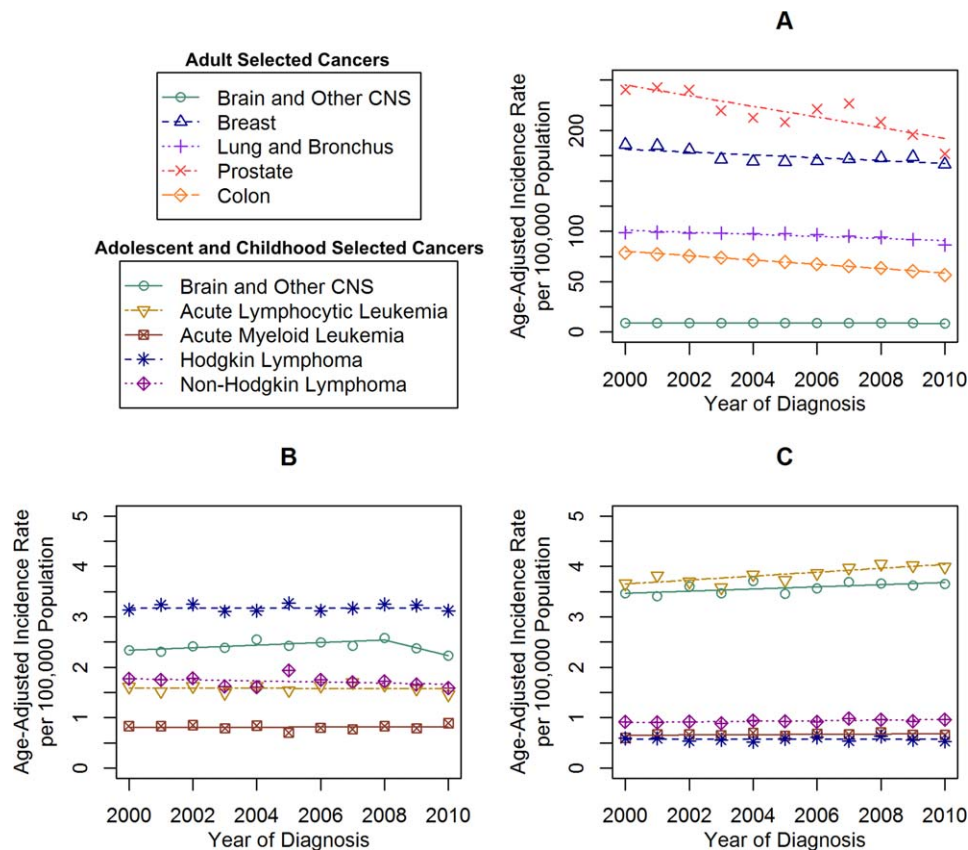 Adult Selected Cancers
Brain and Other CNS
Breast
Lung and Bronchus
Prostate
Colon
Adolescent and Childhood Selected Cancers
Brain and Other CNS
Acute Lymphocytic Leukemia
Acute Myeloid Leukemia
Hodgkin Lymphoma
Non-Hodgkin Lymphoma
A
Age-Adjusted Incidence Rate
per 100,000 Population
0 50 100 200
2000 2002 2004 2006 2008 2010
Year of Diagnosis
B
Age-Adjusted Incidence Rate
per 100,000 Population
0 1 2 3 4 5
2000 2002 2004 2006 2008 2010
Year of Diagnosis
C
Age-Adjusted Incidence Rate
per 100,000 Population
0 1 2 3 4 5
2000 2002 2004 2006 2008 2010
Year of Diagnosis